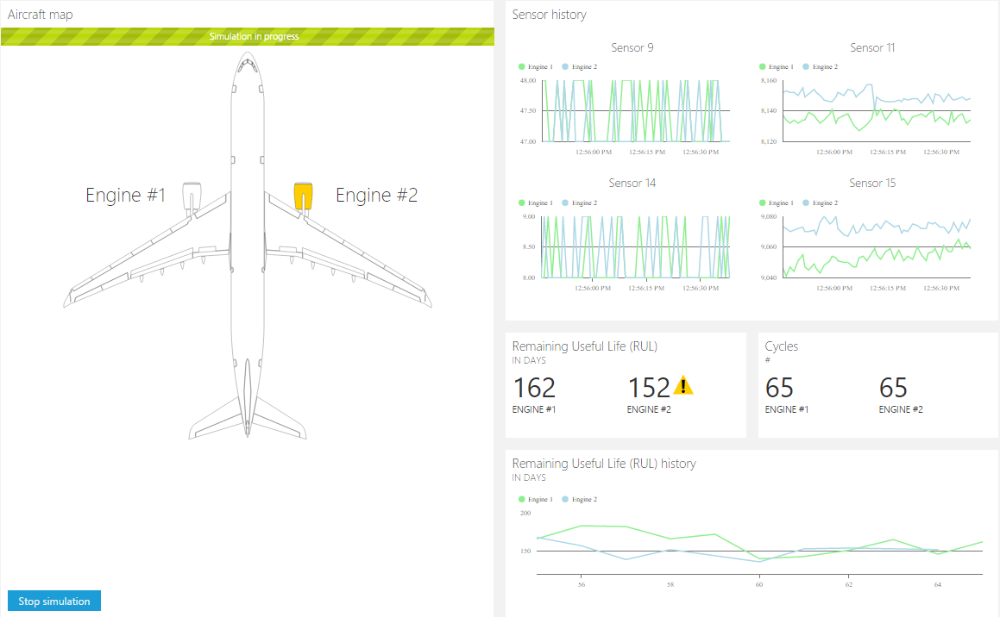 Aircraft map
Simulation in progress
Engine #1
Engine #2
Stop simulation
Sensor history
Sensor 9
Engine 1 Engine 2
48.00
47.50
47.00
12:56:00 PM 12:56:15 PM 12:56:30 PM
Sensor 11
Engine 1 Engine 2
8,160
8,140
8,120
12:56:00 PM 12:56:15 PM 12:56:30 PM
Sensor 14
Engine 1 Engine 2
9.00
8.50
8.00
12:56:00 PM 12:56:15 PM 12:56:30 PM
Sensor 15
Engine 1 Engine 2
9,080
9,060
9,040
12:56:00 PM 12:56:15 PM 12:56:30 PM
Remaining Useful Life (RUL)
IN DAYS
162 152
ENGINE #1 ENGINE #2
Cycles
#
65 65
ENGINE #1 ENGINE #2
Remaining Useful Life (RUL) history
IN DAYS
Engine 1 Engine 2
200
150
56 58 60 62 64